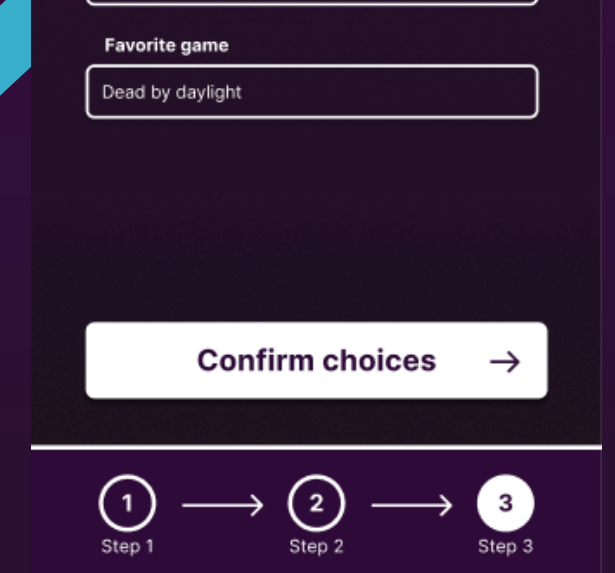 Favorite game
Dead by daylight
Confirm choices
1
2
3
Step 1
Step 2
Step 3